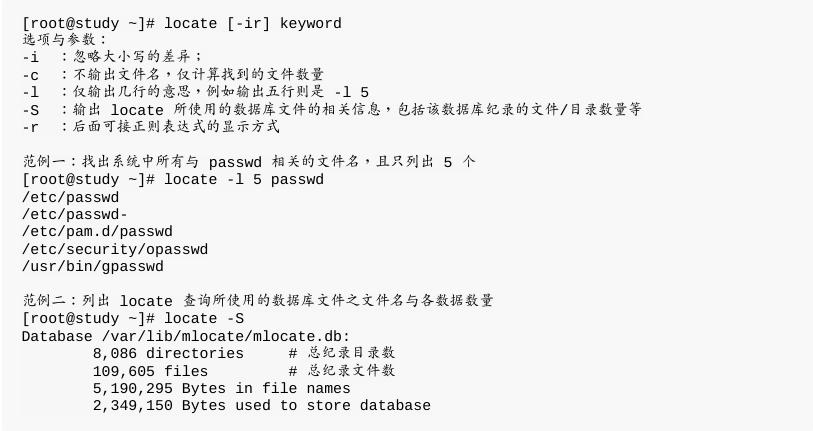 [root@study ~]# locate [-ir] keyword
选项与参数：
-i  ：忽略大小写的差异；
-c  ：不输出文件名，仅计算找到的文件数量
-l  ：仅输出几行的意思，例如输出五行则是 -l 5
-S  ：输出 locate 所使用的数据库文件的相关信息，包括该数据库纪录的文件/目录数量等
-r  ：后面可接正则表达式的显示方式
范例一：找出系统中所有与 passwd 相关的文件名，且只列出 5 个
[root@study ~]# locate -l 5 passwd
/etc/passwd
/etc/passwd-
/etc/pam.d/passwd
/etc/security/opasswd
/usr/bin/gpasswd
范例二：列出 locate 查询所使用的数据库文件之文件名与各数据数量
[root@study ~]# locate -S
Database /var/lib/mlocate/mlocate.db:
        8,086 directories     # 总纪录目录数
        109,605 files         # 总纪录文件数
        5,190,295 Bytes in file names
        2,349,150 Bytes used to store database